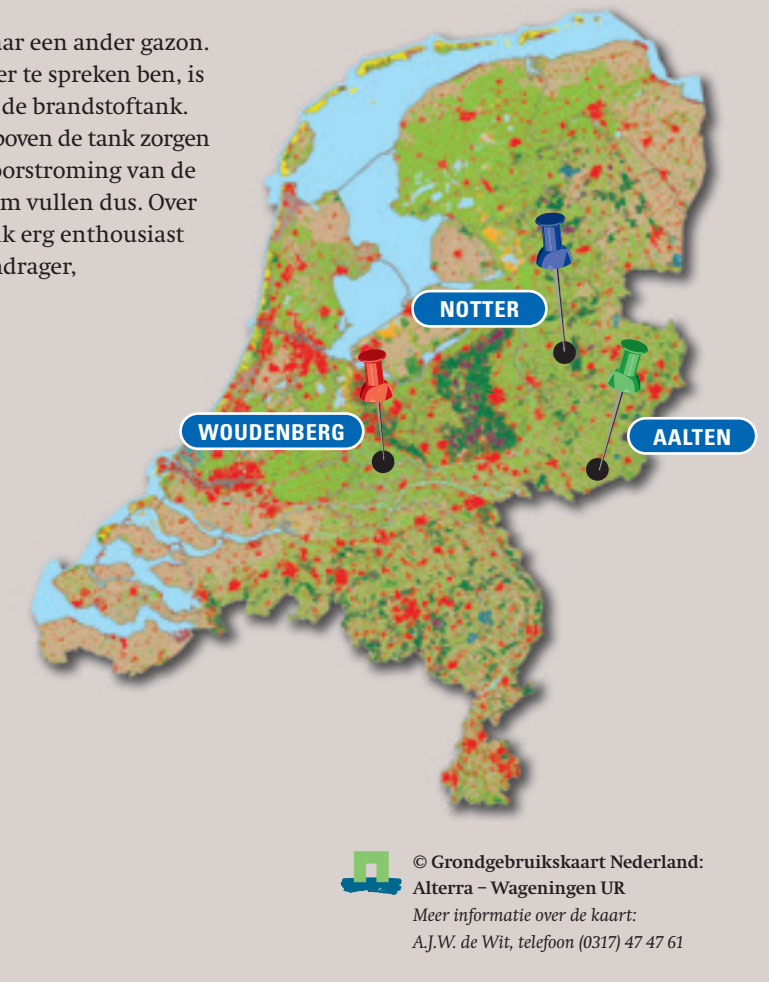 ar een ander gazon.
er te spreken ben, is
de brandstoftank.
boven de tank zorgen
oorstroming van de
m vullen dus. Over
k erg enthousiast
ndrager,
NOTTER
WOUDENBERG
AALTEN
© Grondgebruikskaart Nederland:
Alterra – Wageningen UR
Meer informatie over de kaart:
A.J.W. de Wit, telefoon (0317) 47 47 61